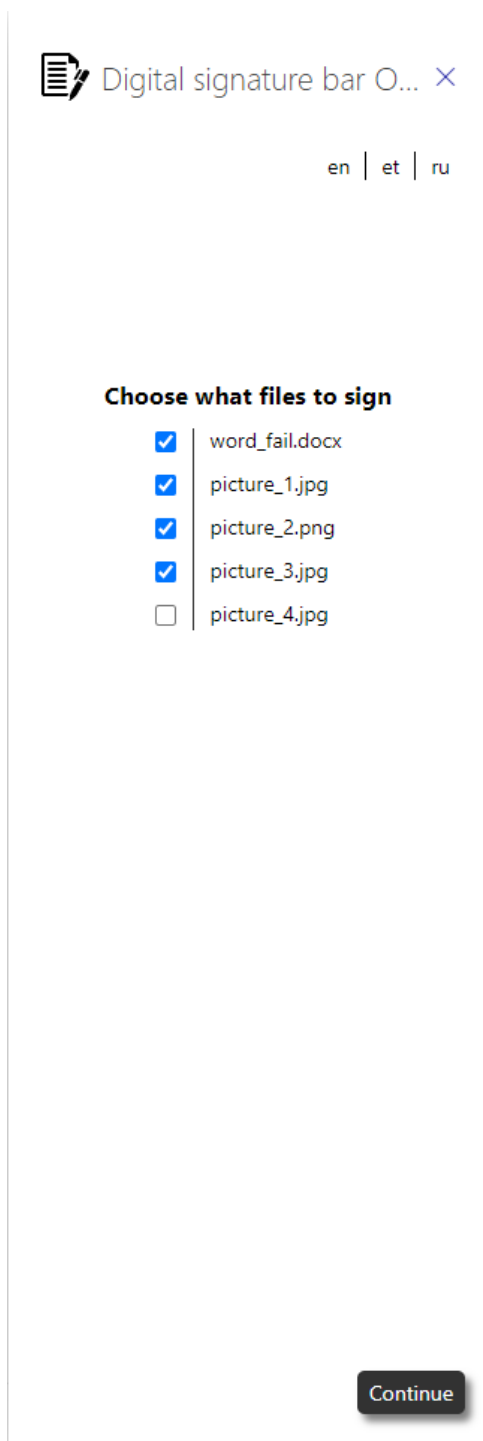 Digital signature bar O...
en | et | ru
Choose what files to sign
word_fail.docx
picture_1.jpg
picture_2.png
picture_3.jpg
picture_4.jpg
Continue